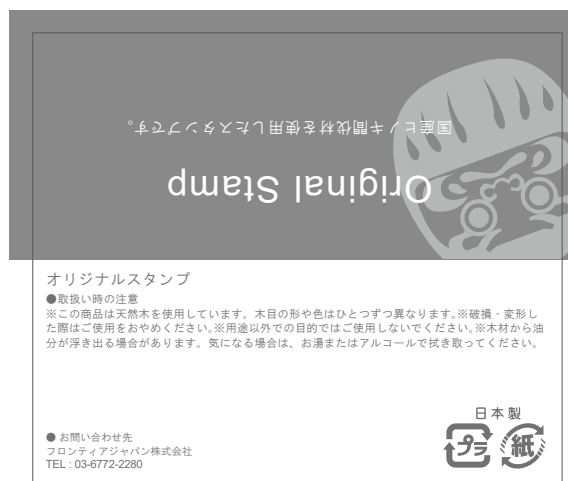 Original Stamp
国産ヒノキ間伐材を使用したスタンプです。
オリジナルスタンプ
●取扱い時の注意
※この商品は天然木を使用しています。木目の形や色はひとつずつ異なります。※破損・変形し
た際はご使用をおやめください。※用途以外での目的ではご使用しないでください。※木材から油
分が浮き出る場合があります。気になる場合は、お湯またはアルコールで拭き取ってください。
● お問い合わせ先
フロンティアジャパン株式会社
TEL : 03-6772-2280
日本製
プラ 紙